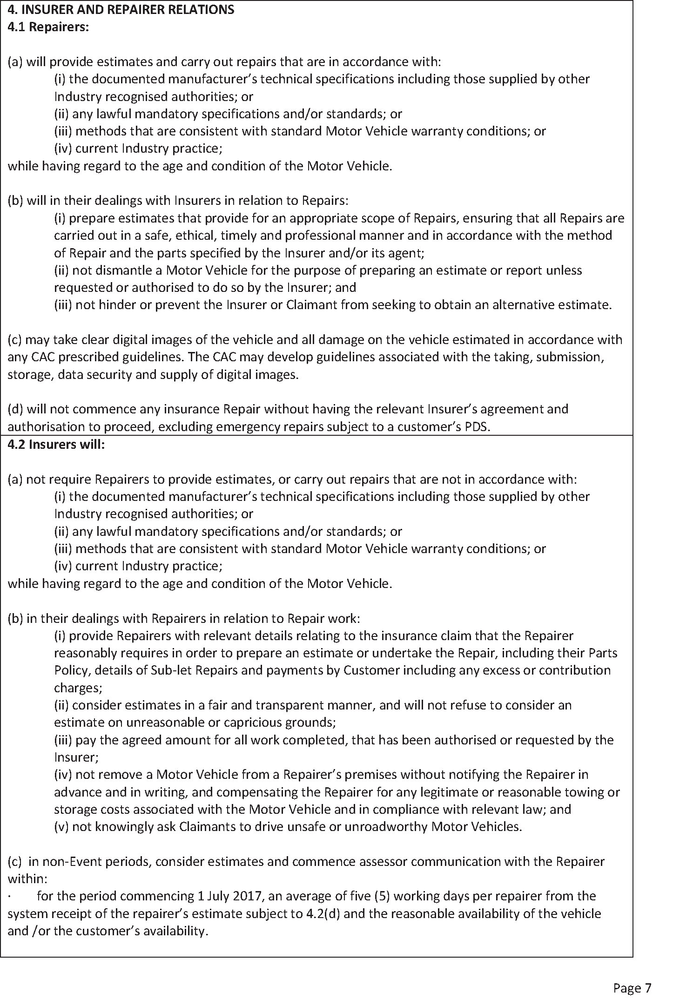 4. INSURER AND REPAIRER RELATIONS
4.1 Repairers:
(a) will provide estimates and carry out repairs that are in accordance with:
(i) the documented manufacturer’s technical specifications including those supplied by other
Industry recognised authorities; or
(ii) any lawful mandatory specifications and/or standards; or
(iii) methods that are consistent with standard Motor Vehicle warranty conditions; or
(iv) current Industry practice;
while having regard to the age and condition of the Motor Vehicle.
(b) will in their dealings with Insurers in relation to Repairs:
(i) prepare estimates that provide for an appropriate scope of Repairs, ensuring that all Repairs are
carried out in a safe, ethical, timely and professional manner and in accordance with the method
of Repair and the parts specified by the Insurer and/or its agent;
(ii) not dismantle a Motor Vehicle for the purpose of preparing an estimate or report unless
requested or authorised to do so by the Insurer; and
(iii) not hinder or prevent the Insurer or Claimant from seeking to obtain an alternative estimate.
(c) may take clear digital images of the vehicle and all damage on the vehicle estimated in accordance with
any CAC prescribed guidelines. The CAC may develop guidelines associated with the taking, submission,
storage, data security and supply of digital images.
(d) will not commence any insurance Repair without having the relevant Insurer’s agreement and
authorisation to proceed, excluding emergency repairs subject to a customer’s PDS.
4.2 Insurers will:
(a) not require Repairers to provide estimates, or carry out repairs that are not in accordance with:
(i) the documented manufacturer’s technical specifications including those supplied by other
Industry recognised authorities; or
(ii) any lawful mandatory specifications and/or standards; or
(iii) methods that are consistent with standard Motor Vehicle warranty conditions; or
(iv) current Industry practice;
while having regard to the age and condition of the Motor Vehicle.
(b) in their dealings with Repairers in relation to Repair work:
(i) provide Repairers with relevant details relating to the insurance claim that the Repairer
reasonably requires in order to prepare an estimate or undertake the Repair, including their Parts
Policy, details of Sub-let Repairs and payments by Customer including any excess or contribution
charges;
(ii) consider estimates in a fair and transparent manner, and will not refuse to consider an
estimate on unreasonable or capricious grounds;
(iii) pay the agreed amount for all work completed, that has been authorised or requested by the
Insurer;
(iv) not remove a Motor Vehicle from a Repairer’s premises without notifying the Repairer in
advance and in writing, and compensating the Repairer for any legitimate or reasonable towing or
storage costs associated with the Motor Vehicle and in compliance with relevant law; and
(v) not knowingly ask Claimants to drive unsafe or unroadworthy Motor Vehicles.
(c) in non-Event periods, consider estimates and commence assessor communication with the Repairer
within:
· for the period commencing 1 July 2017, an average of five (5) working days per repairer from the
system receipt of the repairer’s estimate subject to 4.2(d) and the reasonable availability of the vehicle
and /or the customer’s availability.
Page 7